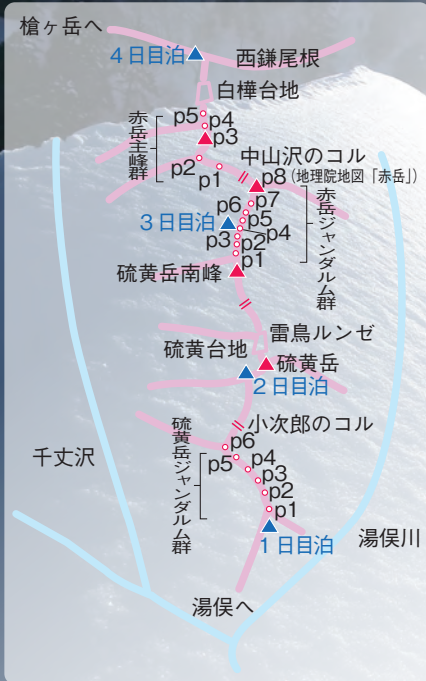 槍ヶ岳へ
4日目泊
西鎌尾根
白樺台地
赤岳主峰群
p5
p4
p3
p2
p1
中山沢のコル
p8(地理院地図「赤岳」)
p7
p6
p5
p4
3日目泊
p3
p2
p1
赤岳ジャンダルム群
硫黄岳南峰
雷鳥ルンゼ
硫黄台地
硫黄岳
2日目泊
小次郎のコル
硫黄岳ジャンダルム群
p6
p5
p4
p3
p2
p1
千丈沢
1日目泊
湯俣川
湯俣へ